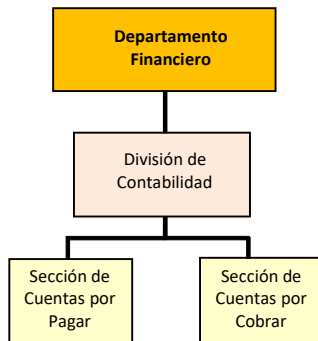 Departamento
Financiero
División de
Contabilidad
Sección de
Cuentas por
Pagar
Sección de
Cuentas por
Cobrar